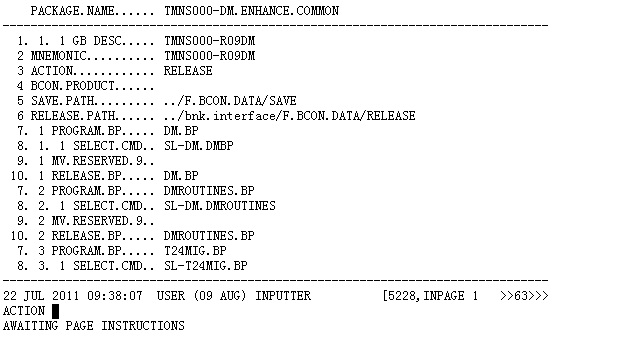 PACKAGE.NAME...... TMNS000-DM.ENHANCE.COMMON
1. 1. 1 GB DESC..... TMNS000-R09DM
2 MNEMONIC.......... TMNS000-R09DM
3 ACTION............ RELEASE
4 BCON.PRODUCT......
5 SAVE.PATH......... ../F.BCON.DATA/SAVE
6 RELEASE.PATH...... ../bnk.interface/F.BCON.DATA/RELEASE
7. 1 PROGRAM.BP..... DM.BP
8. 1. 1 SELECT.CMD.. SL-DM.DMBP
9. 1 MV.RESERVED.9..
10. 1 RELEASE.BP..... DM.BP
7. 2 PROGRAM.BP..... DMROUTINES.BP
8. 2. 1 SELECT.CMD.. SL-DM.DMROUTINES
9. 2 MV.RESERVED.9..
10. 2 RELEASE.BP..... DMROUTINES.BP
7. 3 PROGRAM.BP..... T24MIG.BP
8. 3. 1 SELECT.CMD.. SL-T24MIG.BP
22 JUL 2011 09:38:07 USER (09 AUG) INPUTTER [5228,INPAGE 1 >>63>>>
ACTION
AWAITING PAGE INSTRUCTIONS